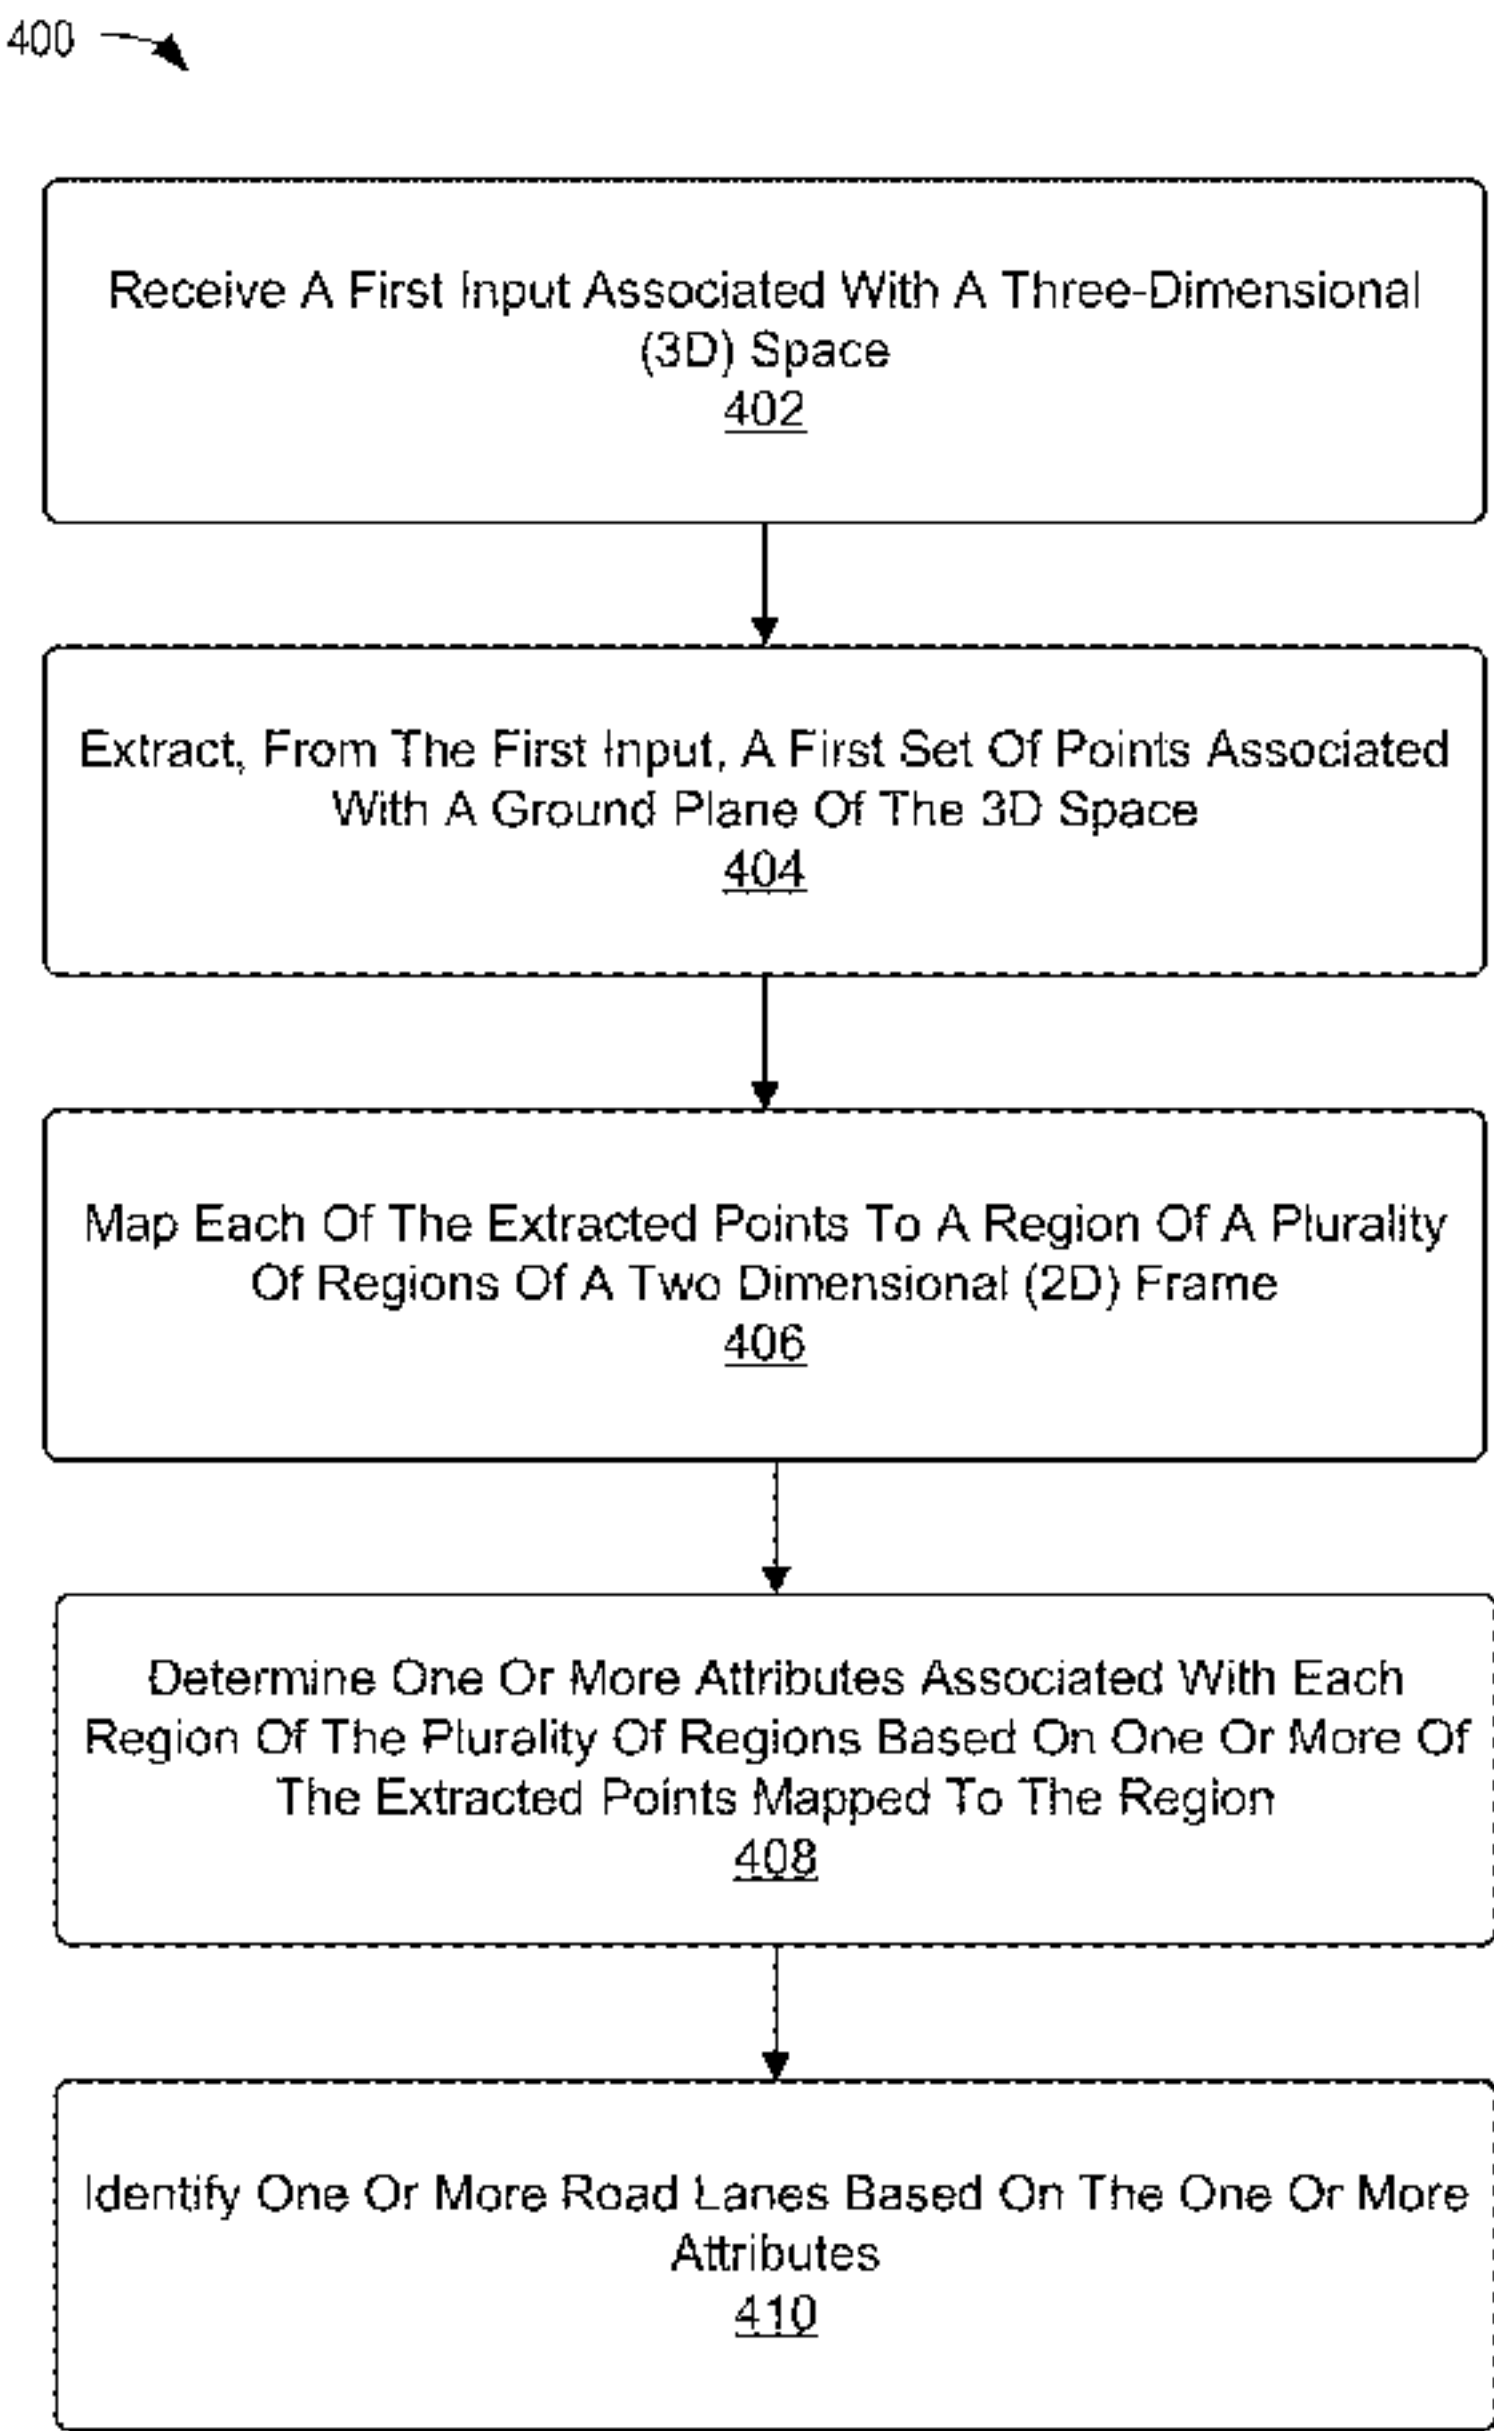 400
Receive A First Input Associated With A Three-Dimensional
(3D) Space
402
Extract, From The First Input, A First Set Of Points Associated
With A Ground Plane Of The 3D Space
404
Map Each Of The Extracted Points To A Region Of A Plurality
Of Regions Of A Two Dimensional (2D) Frame
406
Determine One Or More Attributes Associated With Each
Region Of The Plurality Of Regions Based On One Or More Of
The Extracted Points Mapped To The Region
408
Identify One Or More Road Lanes Based On The One Or More
Attributes
410